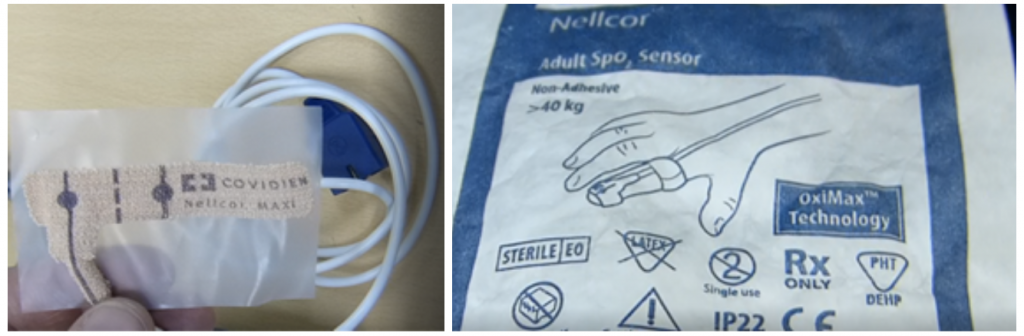 COVIDIEN
Nellcor, MAXI
Nellcor
Adult SpO₂ sensor
Non-Adhesive
>40 kg
OxiMax™
Technology
STERILE EO
LATEX
2
Single use
Rx
ONLY
PHT
DEHP
IP22
CE